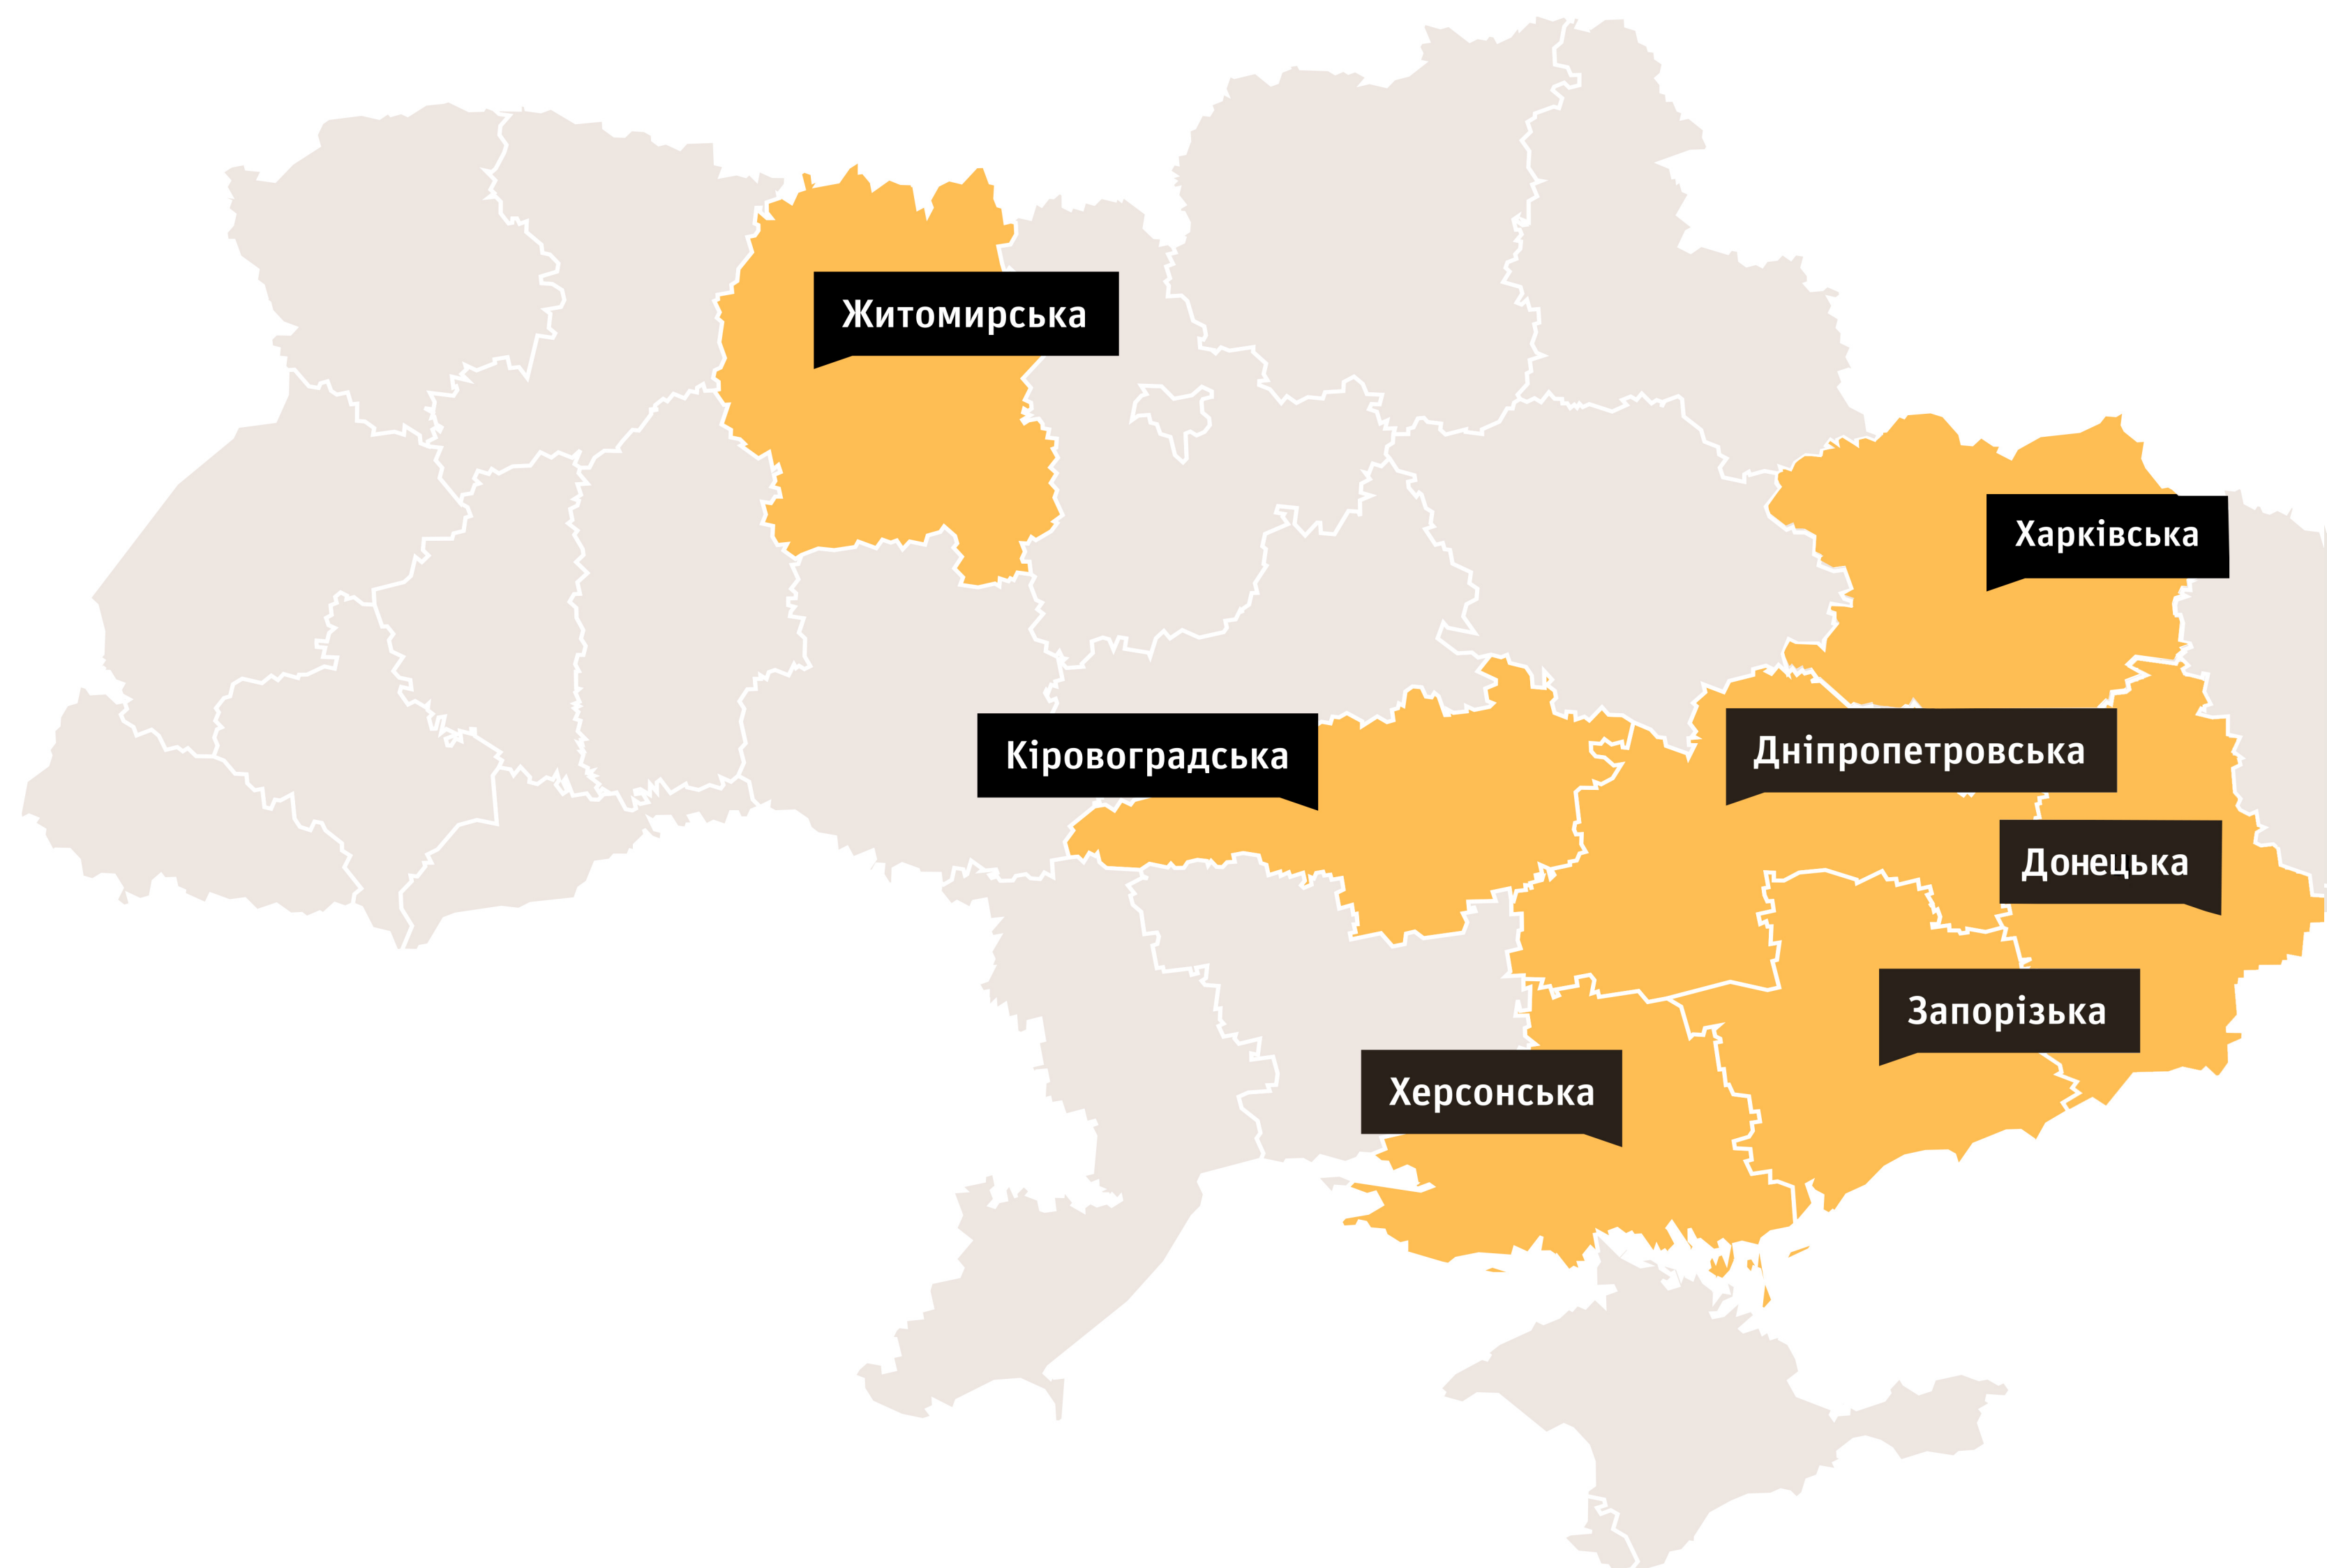 Житомирська
Харківська
Кіровоградська
Дніпропетровська
Донецька
Запорізька
Херсонська